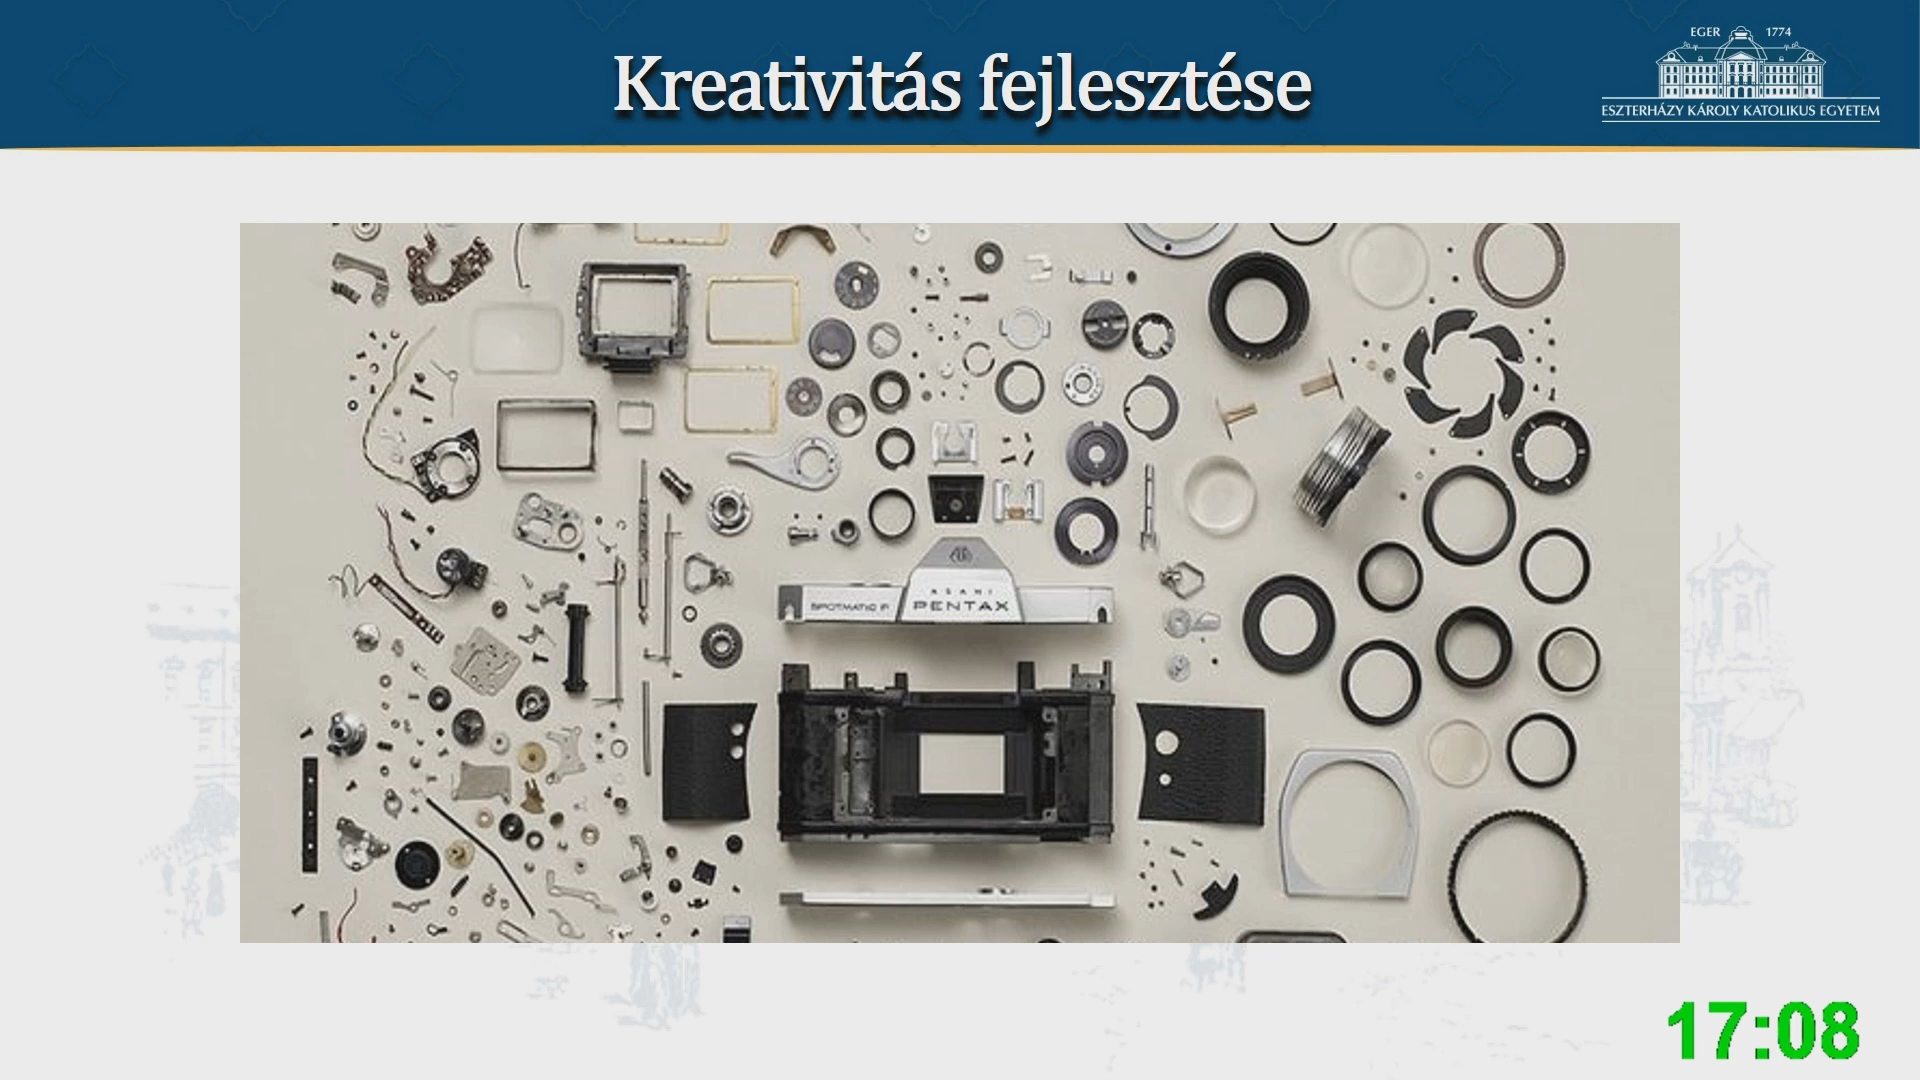 Kreativitás fejlesztése
EGER 1774
ESZTERHÁZY KÁROLY KATOLIKUS EGYETEM
ASAHI
SPOTMATIC F PENTAX
17:08